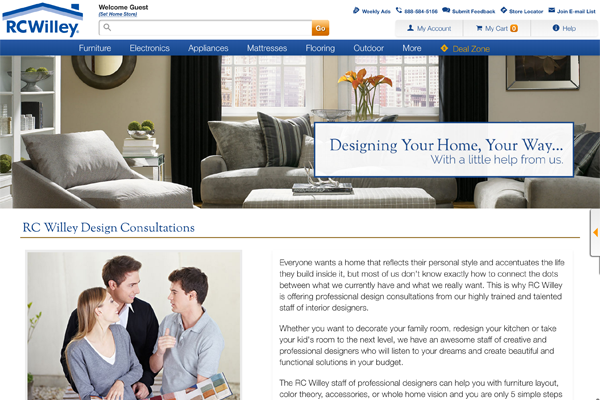 RCWilley
Welcome Guest
(Set Home Store)
Weekly Ads 888-584-5156 Submit Feedback Store Locator Join E-mail List
Go
My Account My Cart 0 Help
Furniture Electronics Appliances Mattresses Flooring Outdoor More Deal Zone
Designing Your Home, Your Way...
With a little help from us.
RC Willey Design Consultations
Everyone wants a home that reflects their personal style and accentuates the life
they build inside it, but most of us don't know exactly how to connect the dots
between what we currently have and what we really want. This is why RC Willey
is offering professional design consultations from our highly trained and talented
staff of interior designers.
Whether you want to decorate your family room, redesign your kitchen or take
your kid's room to the next level, we have an awesome staff of creative and
professional designers who will listen to your dreams and create beautiful and
functional solutions in your budget.
The RC Willey staff of professional designers can help you with furniture layout,
color theory, accessories, or whole home vision and you are only 5 simple steps